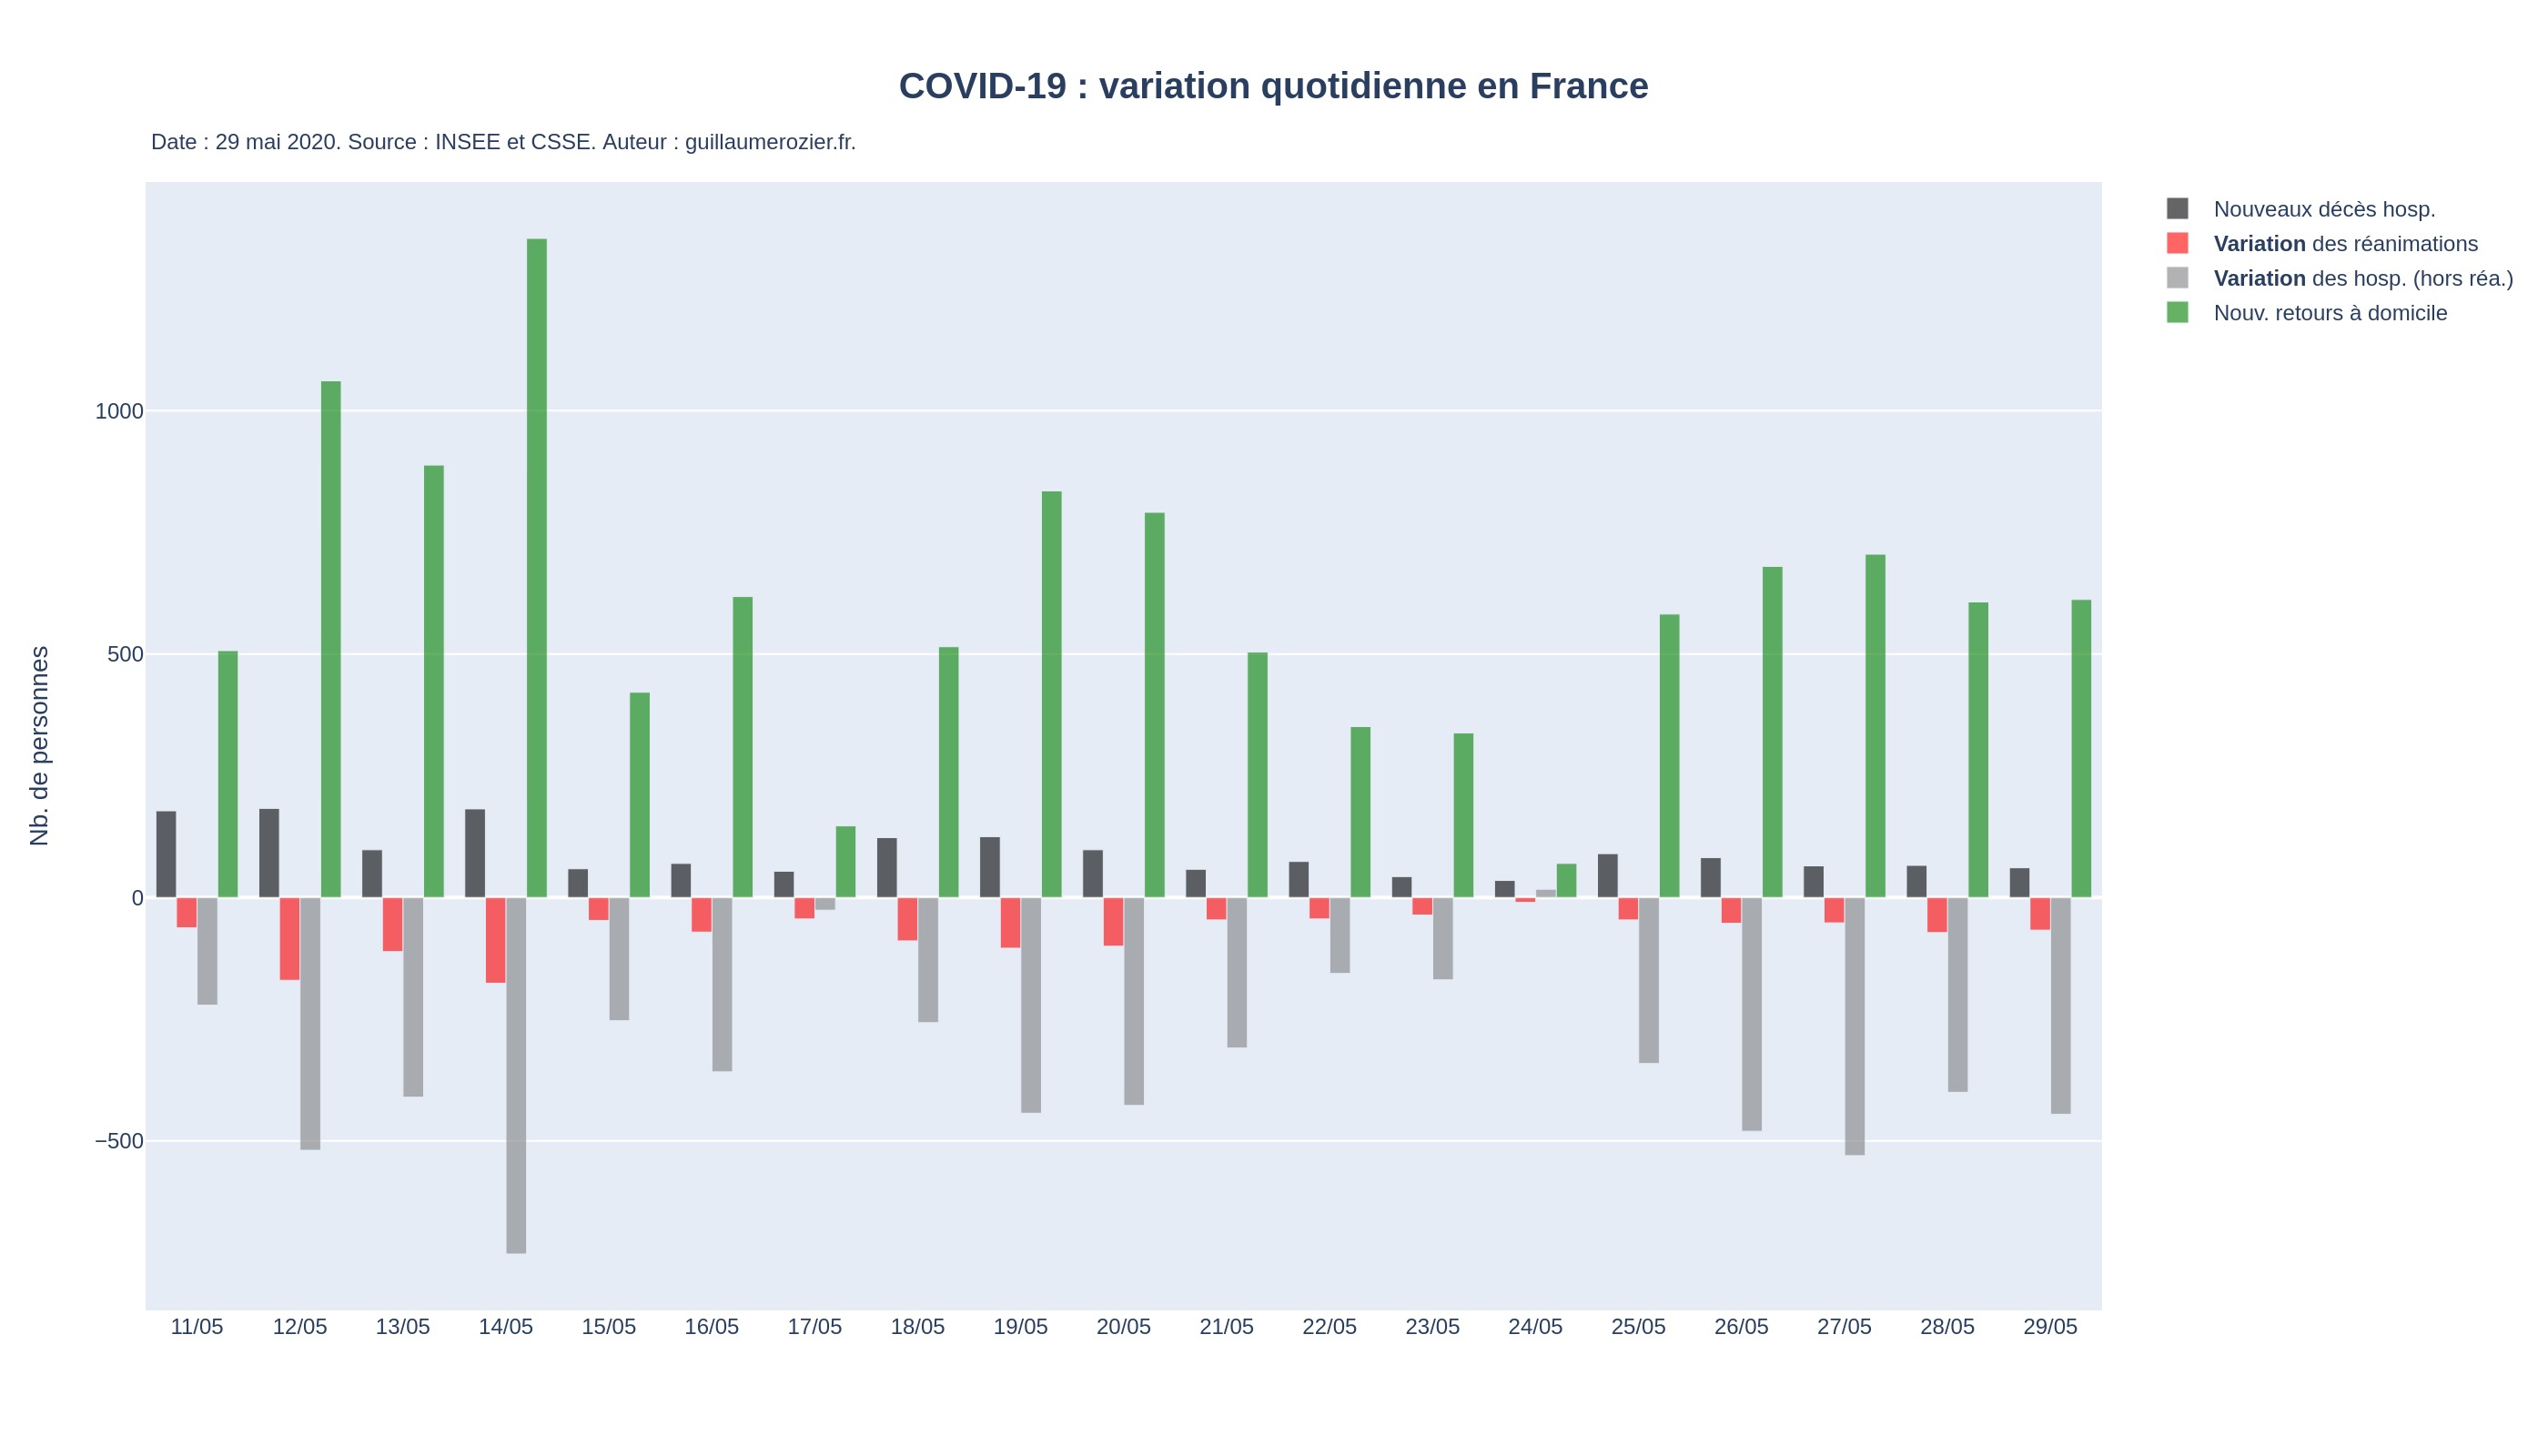 COVID-19 : variation quotidienne en France
Date : 29 mai 2020. Source : INSEE et CSSE. Auteur : guillaumerozier.fr.
Nouveaux décès hosp.
Variation des réanimations
Variation des hosp. (hors réa.)
Nouv. retours à domicile
Nb. de personnes
1000
500
0
−500
11/05 12/05 13/05 14/05 15/05 16/05 17/05 18/05 19/05 20/05 21/05 22/05 23/05 24/05 25/05 26/05 27/05 28/05 29/05